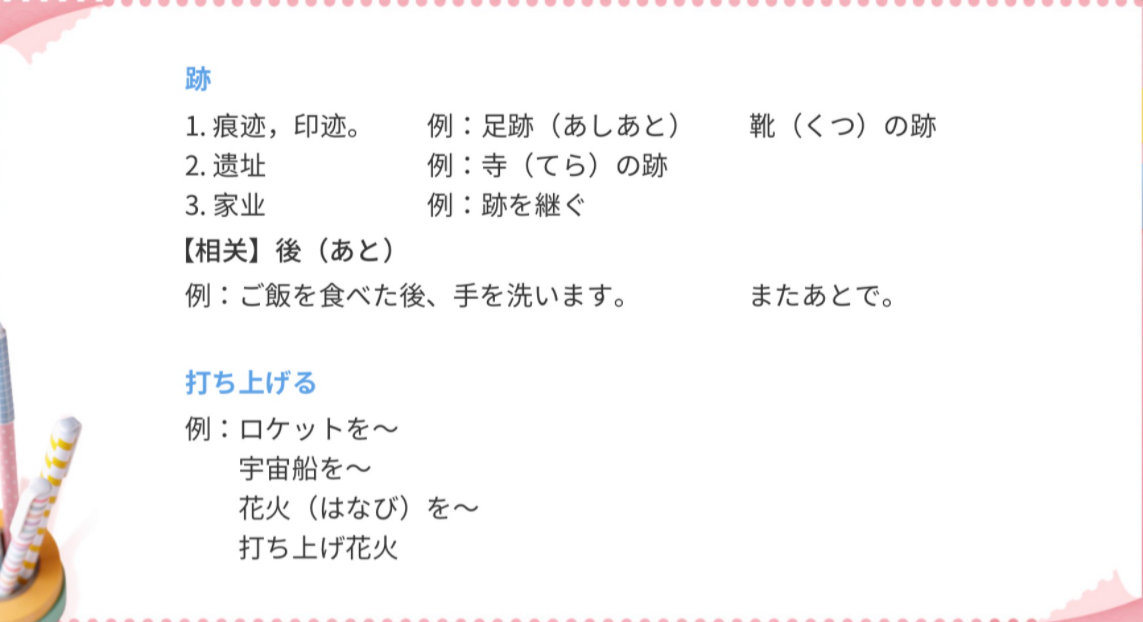 跡
1. 痕迹，印迹。 例：足跡（あしあと） 靴（くつ）の跡
2. 遗址 例：寺（てら）の跡
3. 家业 例：跡を継ぐ
【相关】後（あと）
例：ご飯を食べた後、手を洗います。 またあとで。
打ち上げる
例：ロケットを～
宇宙船を～
花火（はなび）を～
打ち上げ花火